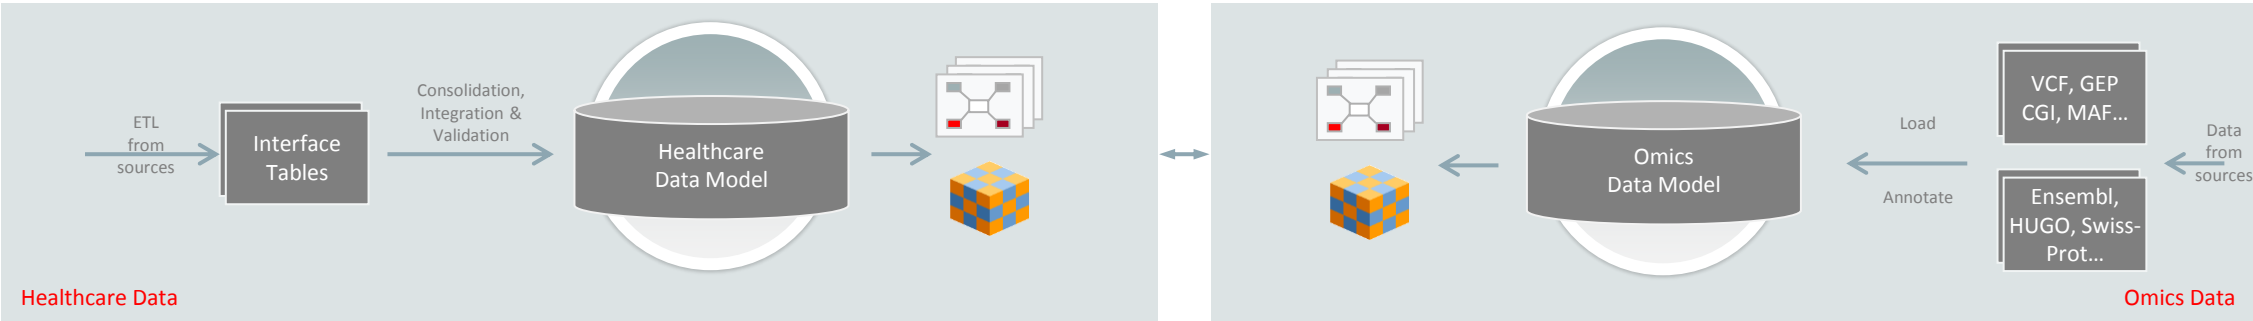 ETL
from
sources
Interface
Tables
Consolidation,
Integration &
Validation
Healthcare
Data Model
Healthcare Data
Omics
Data Model
Load
Annotate
VCF, GEP
CGI, MAF...
Ensembl,
HUGO, Swiss-
Prot...
Data
from
sources
Omics Data